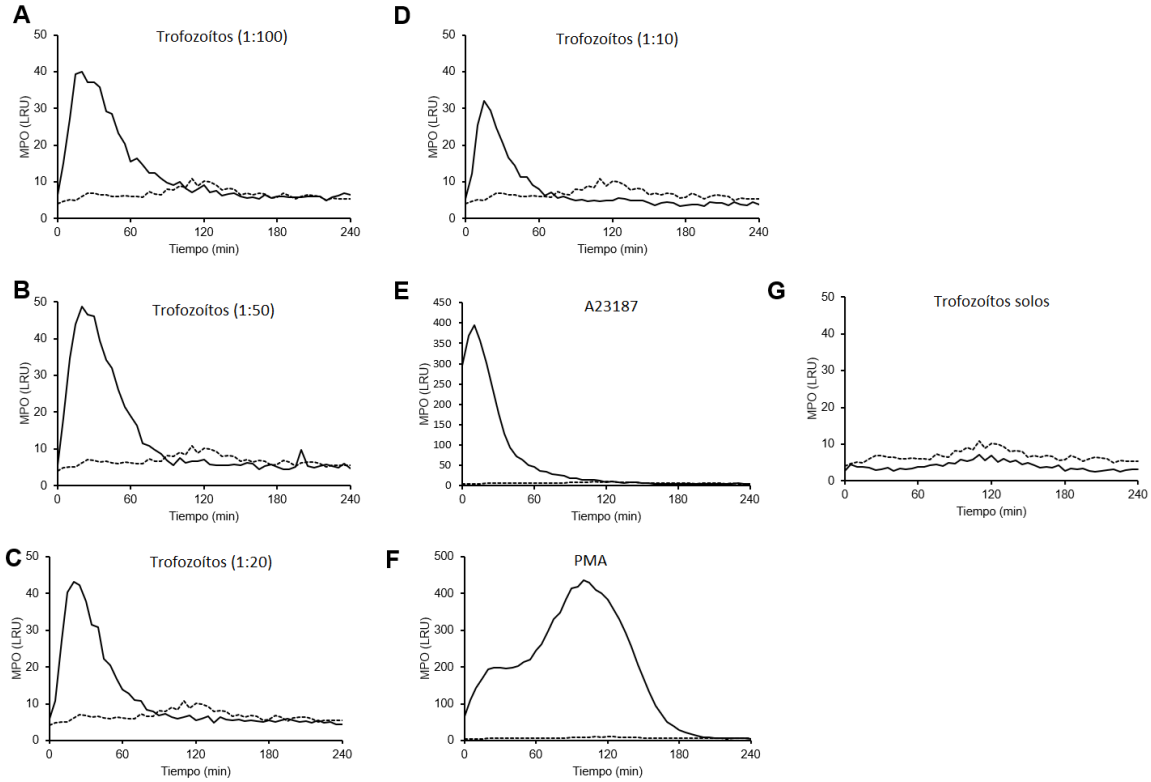 A
Trofozoítos (1:100)
MPO (LRU)
50
40
30
20
10
0
0 60 120 180 240
Tiempo (min)
D
Trofozoítos (1:10)
MPO (LRU)
50
40
30
20
10
0
0 60 120 180 240
Tiempo (min)
B
Trofozoítos (1:50)
MPO (LRU)
50
40
30
20
10
0
0 60 120 180 240
Tiempo (min)
E
A23187
MPO (LRU)
450
400
350
300
250
200
150
100
50
0
0 60 120 180 240
Tiempo (min)
G
Trofozoítos solos
MPO (LRU)
50
40
30
20
10
0
0 60 120 180 240
Tiempo (min)
C
Trofozoítos (1:20)
MPO (LRU)
50
40
30
20
10
0
0 60 120 180 240
Tiempo (min)
F
PMA
MPO (LRU)
500
400
300
200
100
0
0 60 120 180 240
Tiempo (min)